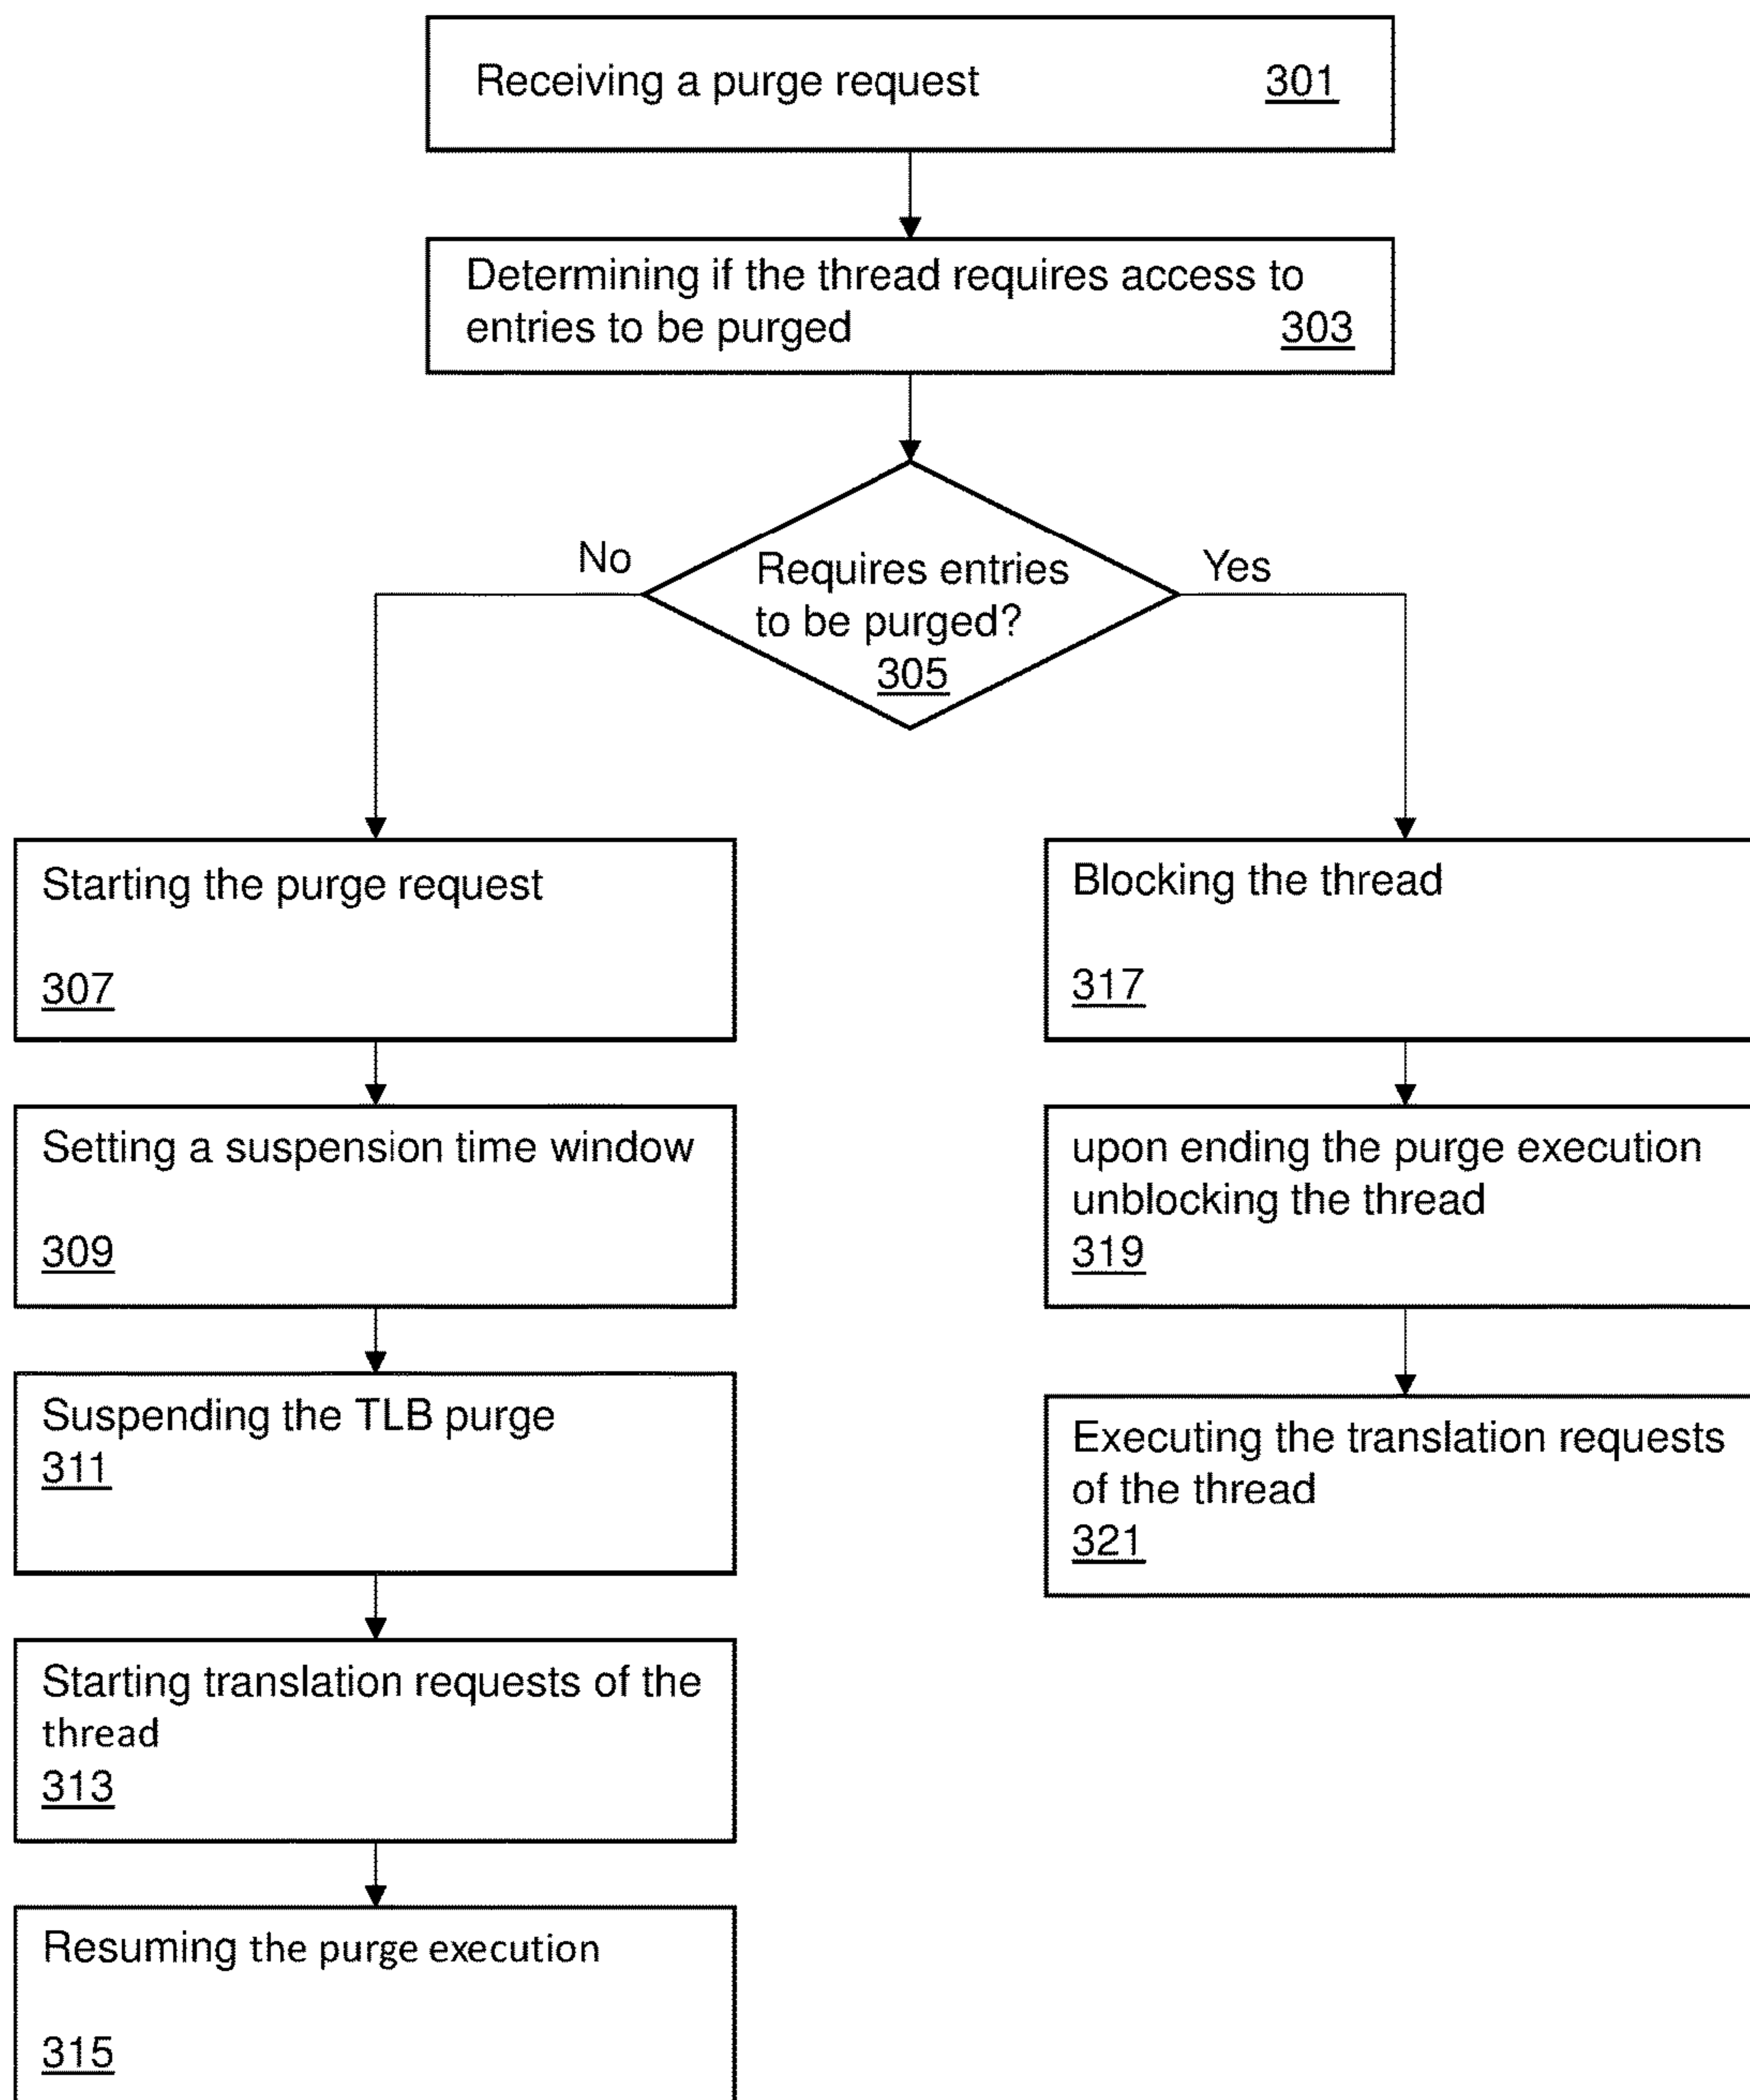 Receiving a purge request 301
Determining if the thread requires access to
entries to be purged 303
No
Yes
Requires entries
to be purged?
305
Starting the purge request
307
Setting a suspension time window
309
Suspending the TLB purge
311
Starting translation requests of the
thread
313
Resuming the purge execution
315
Blocking the thread
317
upon ending the purge execution
unblocking the thread
319
Executing the translation requests
of the thread
321